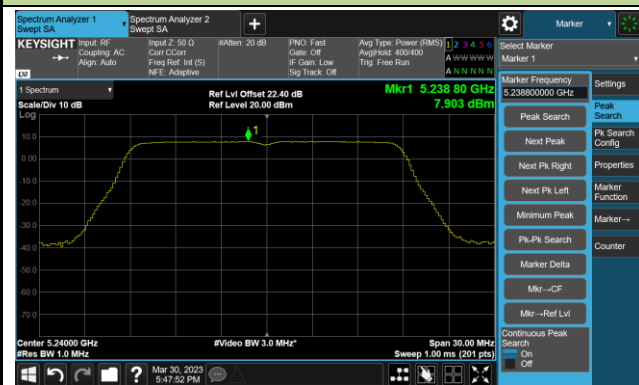 Spectrum Analyzer 1
Swept SA
Spectrum Analyzer 2
Swept SA
+
Marker
KEYSIGHT
Input: RF
Coupling: AC
Align: Auto
Input Z: 50 Ω
Corr CCorr
Freq Ref: Int (S)
NFE: Adaptive
#Atten: 20 dB
PNO: Fast
Gate: Off
IF Gain: Low
Sig Track: Off
Avg Type: Power (RMS)
Avg|Hold: 400/400
Trig: Free Run
1 2 3 4 5 6
A W W W W W
A N N N N N
LXI
Select Marker
Marker 1
1 Spectrum
Scale/Div 10 dB
Log
Ref Lvl Offset 22.40 dB
Ref Level 20.00 dBm
Mkr1 5.238 80 GHz
7.903 dBm
1
10.0
0.00
-10.0
-20.0
-30.0
-40.0
-50.0
-60.0
-70.0
Center 5.24000 GHz
#Res BW 1.0 MHz
#Video BW 3.0 MHz*
Span 30.00 MHz
Sweep 1.00 ms (201 pts)
Marker Frequency
5.238800000 GHz
Peak Search
Next Peak
Next Pk Right
Next Pk Left
Minimum Peak
Pk-Pk Search
Marker Delta
Mkr→CF
Mkr→Ref Lvl
Continuous Peak
Search
On
Off
Settings
Peak
Search
Pk Search
Config
Properties
Marker
Function
Marker→
Counter
?
Mar 30, 2023
5:47:52 PM